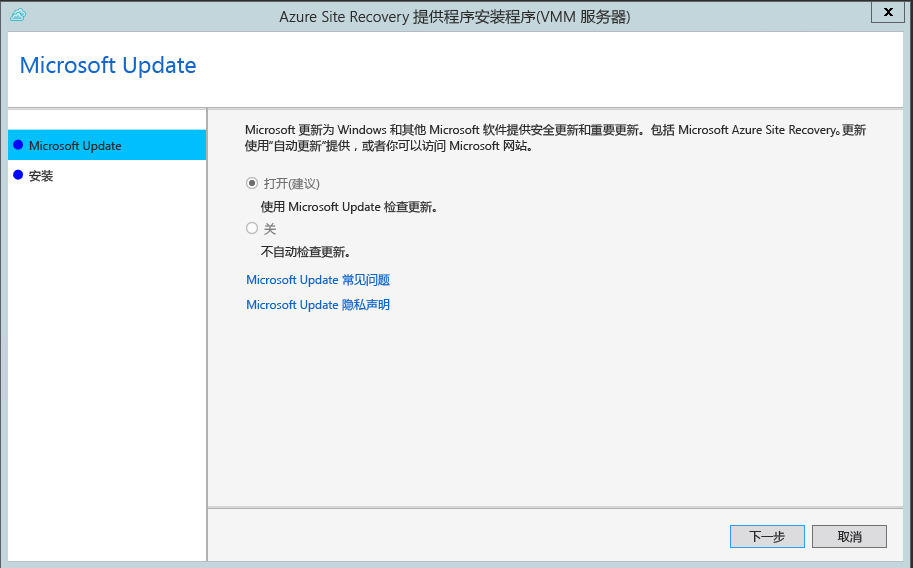 Azure Site Recovery 提供程序安装程序(VMM 服务器)
x
Microsoft Update
Microsoft Update
安装
Microsoft 更新为 Windows 和其他 Microsoft 软件提供安全更新和重要更新。包括 Microsoft Azure Site Recovery。更新
使用“自动更新”提供，或者你可以访问 Microsoft 网站。
打开(建议)
使用 Microsoft Update 检查更新。
关
不自动检查更新。
Microsoft Update 常见问题
Microsoft Update 隐私声明
下一步
取消